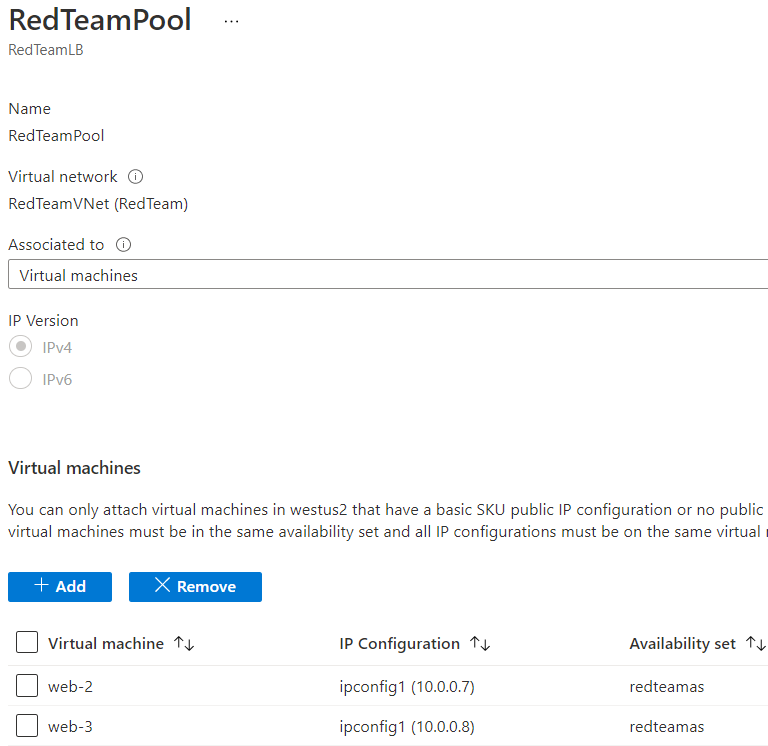 RedTeamPool ...
RedTeamLB
Name
RedTeamPool
Virtual network
RedTeamVNet (RedTeam)
Associated to
Virtual machines
IP Version
IPv4
IPv6
Virtual machines
You can only attach virtual machines in westus2 that have a basic SKU public IP configuration or no public
virtual machines must be in the same availability set and all IP configurations must be on the same virtual
+ Add × Remove
Virtual machine ↑↓ IP Configuration ↑↓ Availability set ↑↓
web-2 ipconfig1 (10.0.0.7) redteamas
web-3 ipconfig1 (10.0.0.8) redteamas